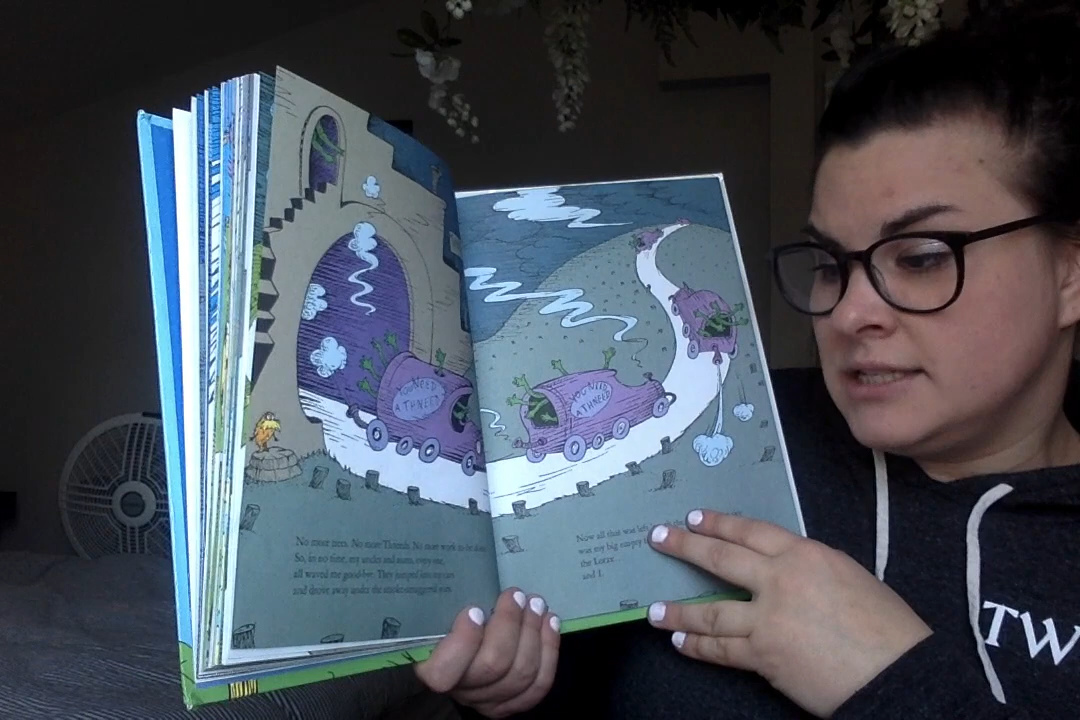 YOU NEED
A THNEED
YOU NEED
A THNEED
No more trees. No more Thneeds. No more work to be done.
So, in no time, my uncles and aunts, every one,
all waved me good-bye. They jumped into my cars
and drove away under the smoke-smuggered stars.
Now all that was left
was my big empty
the Lorax...
and I.
TW